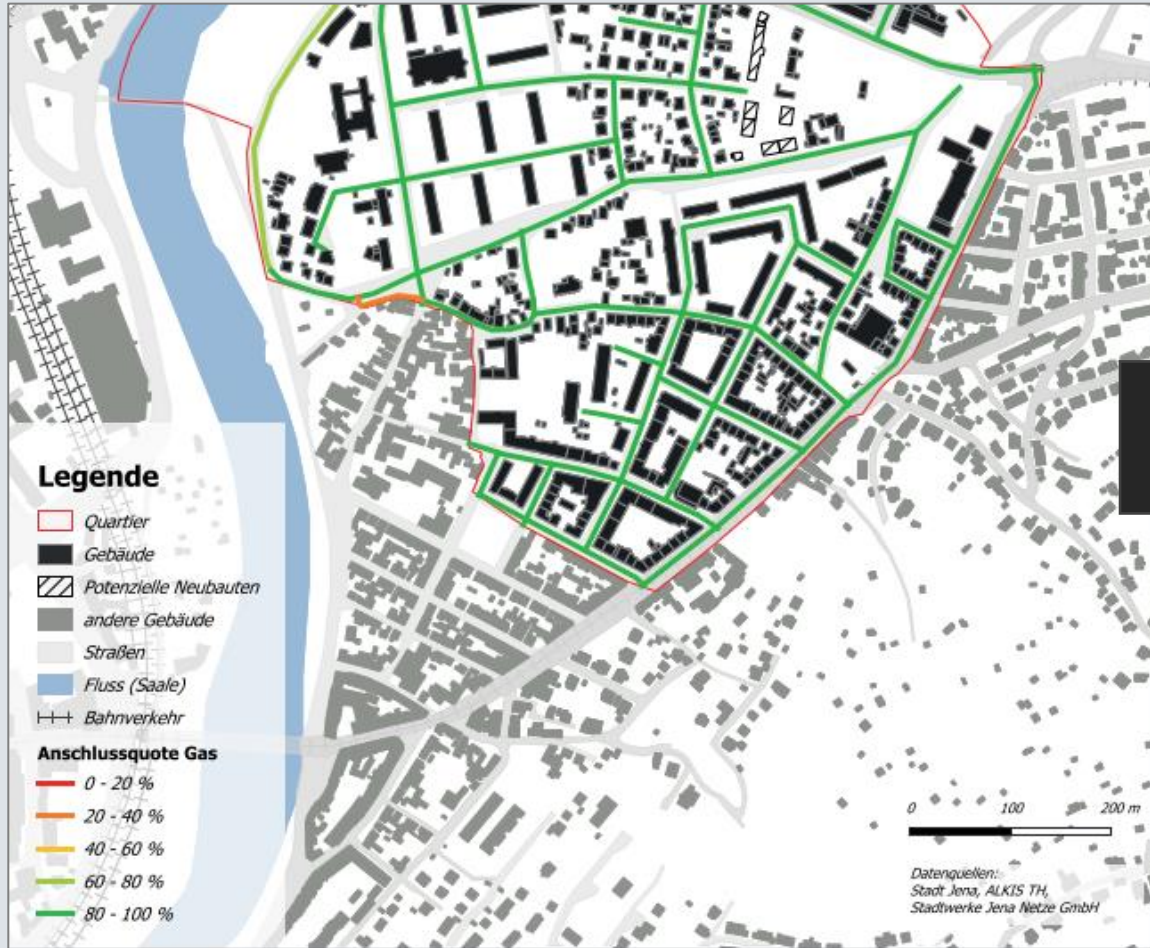 Legende
Quartier
Gebäude
Potenzielle Neubauten
andere Gebäude
Straßen
Fluss (Saale)
Bahnverkehr
Anschlussquote Gas
0 - 20 %
20 - 40 %
40 - 60 %
60 - 80 %
80 - 100 %
0 100 200 m
Datenquellen:
Stadt Jena, ALKIS TH,
Stadtwerke Jena Netze GmbH